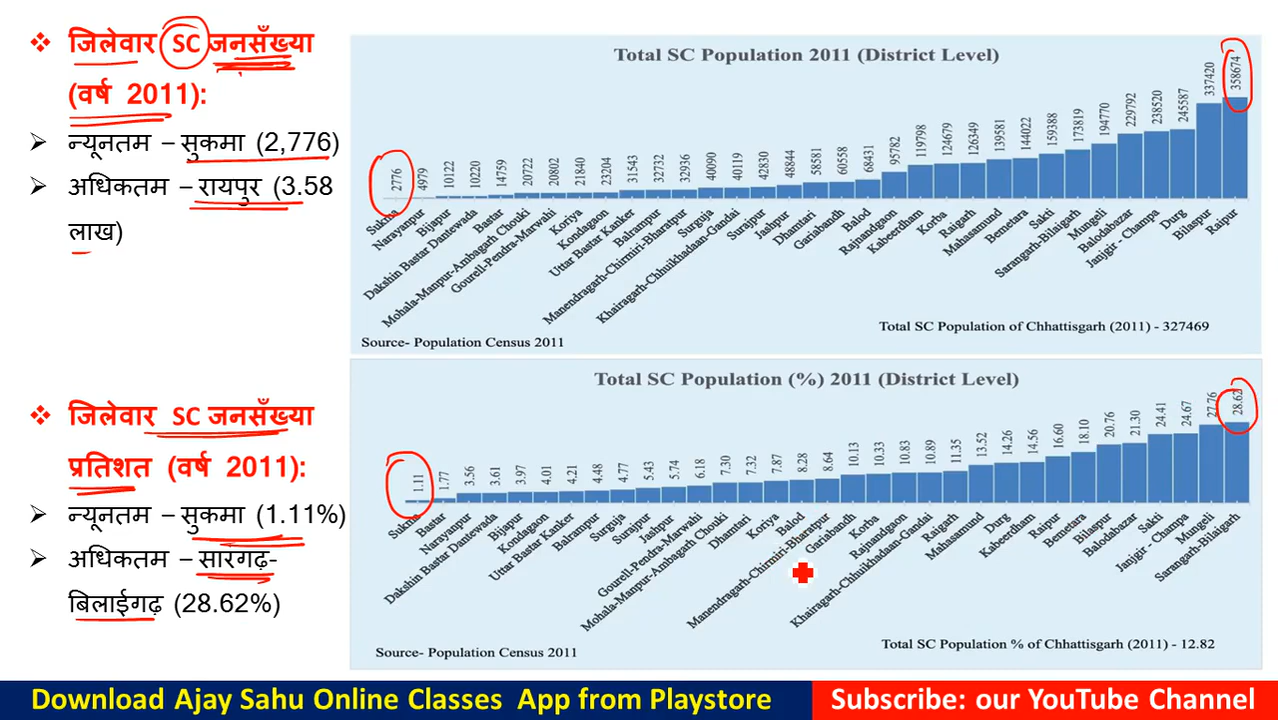 ❖ जिलेवार SC जनसँख्या
(वर्ष 2011):
➢ न्यूनतम – सुकमा (2,776)
➢ अधिकतम – रायपुर (3.58
लाख)
Total SC Population 2011 (District Level)
2776 4979 10122 10220 14759 20722 20802 21840 23204 31543 32732 32936 40090 40119 42830 48844 58581 60558 68431 95782 119798 124679 126349 139581 144022 159388 173819 194770 229792 238520 245587 337420 358674
Sukma Narayanpur Bijapur Dakshin Bastar Dantewada Bastar Mohala-Manpur-Ambagarh Chouki Gourell-Pendra-Marwahi Koriya Kondagaon Uttar Bastar Kanker Balrampur Manendragarh-Chirmiri-Bharatpur Surguja Khairagarh-Chhuikhadaan-Gandai Surajpur Jashpur Dhamtari Gariabandh Balod Rajnandgaon Kabeerdham Korba Raigarh Mahasamund Bemetara Sakti Sarangarh-Bilaigarh Mungeli Balodabazar Janjgir - Champa Durg Bilaspur Raipur
Total SC Population of Chhattisgarh (2011) - 327469
Source- Population Census 2011
❖ जिलेवार SC जनसँख्या
प्रतिशत (वर्ष 2011):
➢ न्यूनतम – सुकमा (1.11%)
➢ अधिकतम – सारगढ़-
बिलाईगढ़ (28.62%)
Total SC Population (%) 2011 (District Level)
1.11 1.77 3.56 3.61 3.97 4.01 4.21 4.48 4.77 5.43 5.74 6.18 7.30 7.32 7.87 8.28 8.64 10.13 10.33 10.83 10.89 11.35 13.52 14.26 14.56 16.60 18.10 20.76 21.30 24.41 24.67 27.76 28.62
Sukma Bastar Narayanpur Dakshin Bastar Dantewada Bijapur Kondagaon Uttar Bastar Kanker Balrampur Surguja Surajpur Jashpur Gourell-Pendra-Marwahi Mohala-Manpur-Ambagarh Chouki Dhamtari Koriya Balod Manendragarh-Chirmiri-Bharatpur Gariabandh Korba Rajnandgaon Khairagarh-Chhuikhadaan-Gandai Raigarh Mahasamund Durg Kabeerdham Raipur Bemetara Bilaspur Balodabazar Sakti Janjgir - Champa Mungeli Sarangarh-Bilaigarh
Total SC Population % of Chhattisgarh (2011) - 12.82
Source- Population Census 2011
Download Ajay Sahu Online Classes App from Playstore
Subscribe: our YouTube Channel